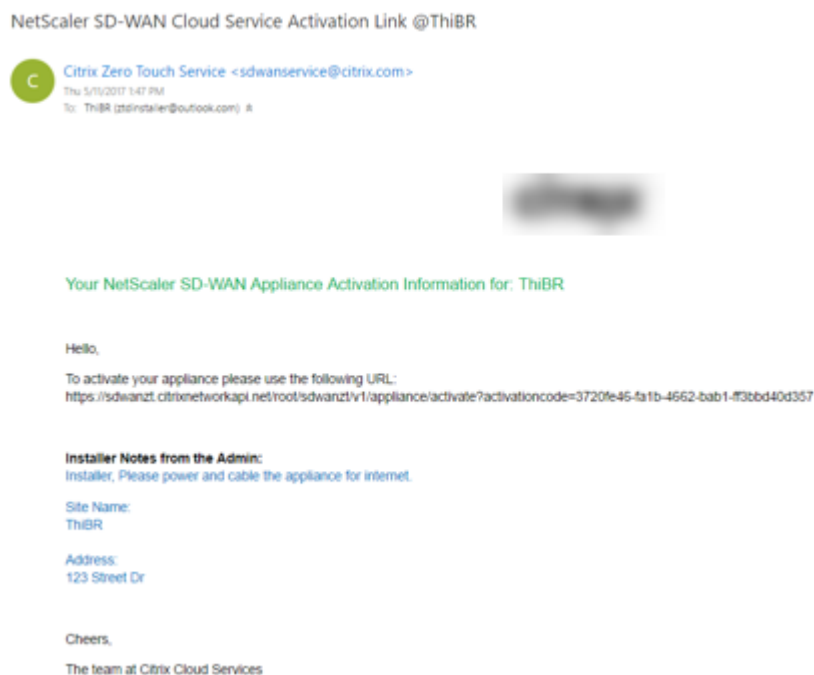 NetScaler SD-WAN Cloud Service Activation Link @ThiBR
C
Citrix Zero Touch Service <sdwanservice@citrix.com>
Thu 5/11/2017 1:47 PM
To: ThiBR (ztdinstaller@outlook.com)
Your NetScaler SD-WAN Appliance Activation Information for: ThiBR
Hello,
To activate your appliance please use the following URL:
https://sdwanzt.citrixnetworkapi.net/root/sdwanzt/v1/appliance/activate?activationcode=3720fe46-fa1b-4662-bab1-ff3bbd40d357
Installer Notes from the Admin:
Installer, Please power and cable the appliance for internet.
Site Name:
ThiBR
Address:
123 Street Dr
Cheers,
The team at Citrix Cloud Services